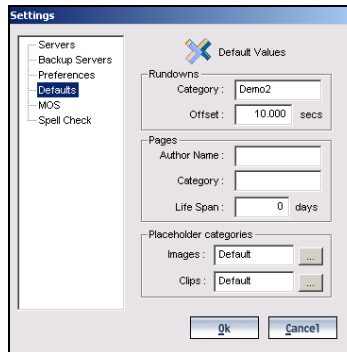 Settings
Servers
Backup Servers
Preferences
Defaults
MOS
Spell Check
Default Values
Rundowns
Category : Demo2
Offset : 10.000 secs
Pages
Author Name :
Category :
Life Span : 0 days
Placeholder categories
Images : Default ...
Clips : Default ...
Ok Cancel